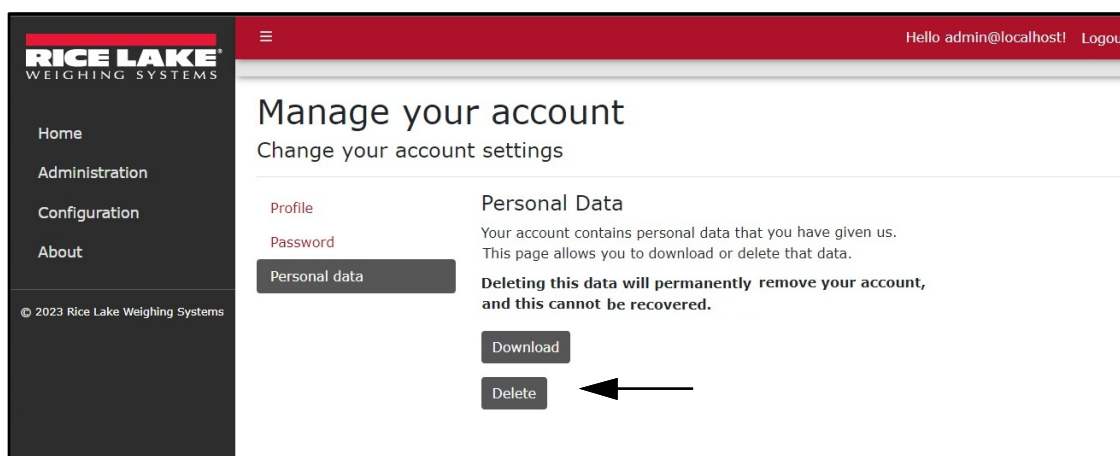 RICE LAKE
WEIGHING SYSTEMS
Home
Administration
Configuration
About
© 2023 Rice Lake Weighing Systems
☰
Hello admin@localhost! Logou
Manage your account
Change your account settings
Profile
Password
Personal data
Personal Data
Your account contains personal data that you have given us.
This page allows you to download or delete that data.
Deleting this data will permanently remove your account,
and this cannot be recovered.
Download
Delete